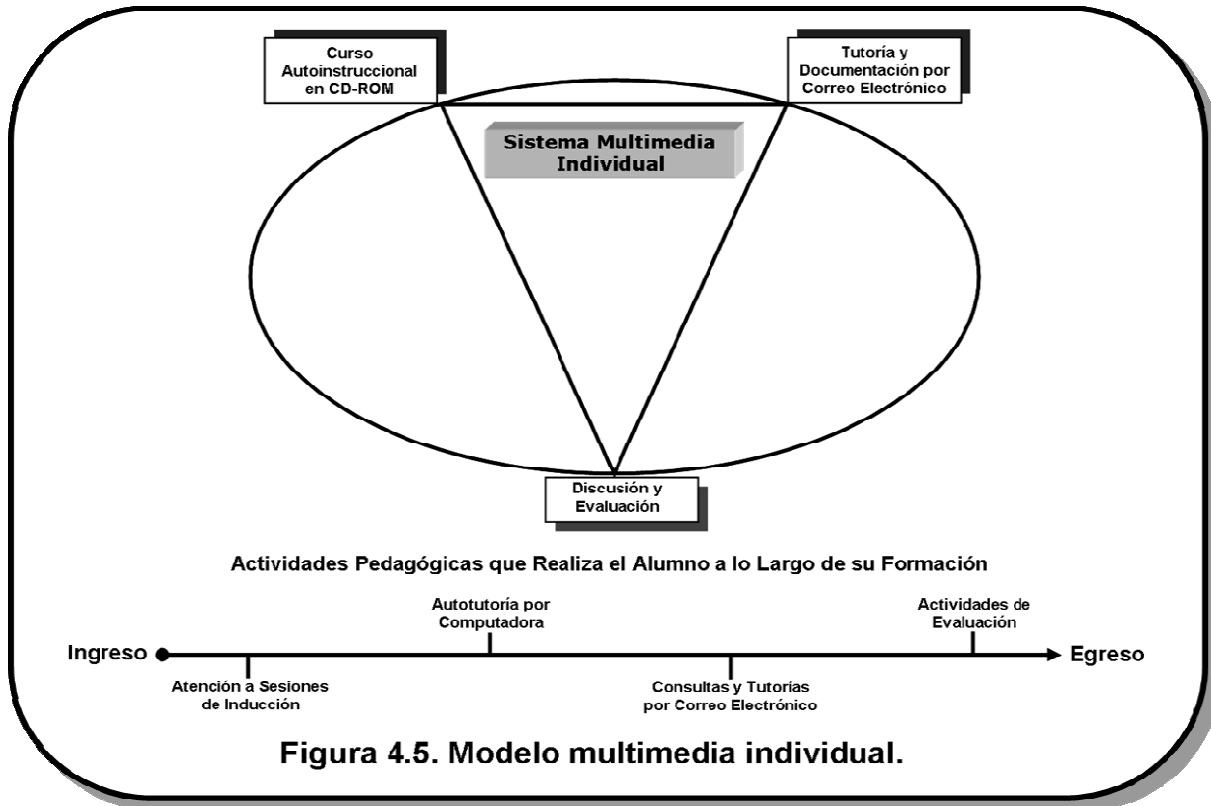 Curso
Autoinstruccional
en CD-ROM
Tutoría y
Documentación por
Correo Electrónico
Sistema Multimedia
Individual
Discusión y
Evaluación
Actividades Pedagógicas que Realiza el Alumno a lo Largo de su Formación
Autotutoría por
Computadora
Actividades de
Evaluación
Ingreso
Egreso
Atención a Sesiones
de Inducción
Consultas y Tutorías
por Correo Electrónico
Figura 4.5. Modelo multimedia individual.